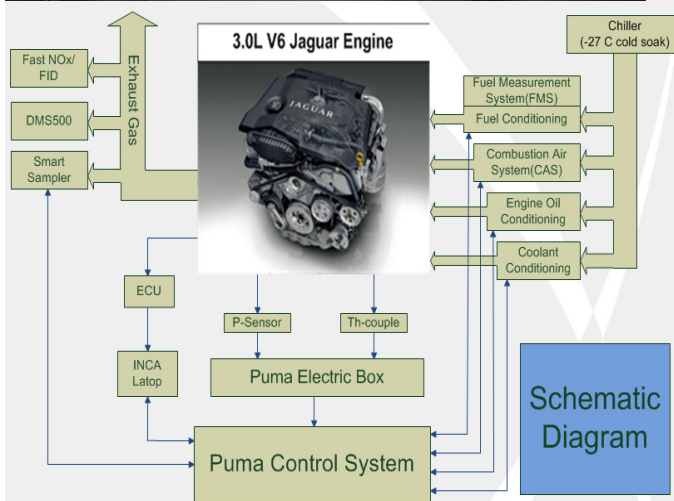 3.0L V6 Jaguar Engine
Chiller
(-27 C cold soak)
Fast NOx/
FID
DMS500
Smart
Sampler
Exhaust Gas
JAGUAR
Fuel Measurement
System(FMS)
Fuel Conditioning
Combustion Air
System(CAS)
Engine Oil
Conditioning
Coolant
Conditioning
ECU
P-Sensor
Th-couple
INCA
Latop
Puma Electric Box
Puma Control System
Schematic
Diagram